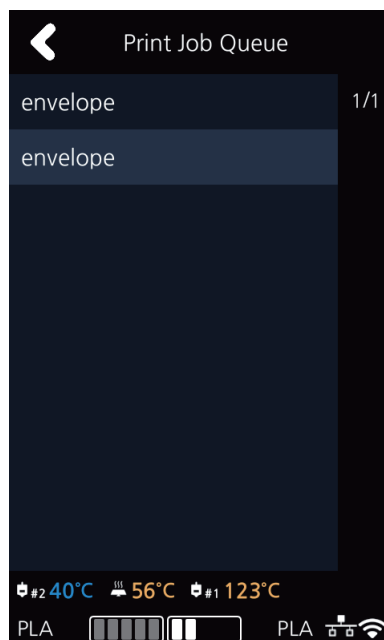 Print Job Queue
envelope
1/1
envelope
#2 40°C 56°C #1 123°C
PLA PLA